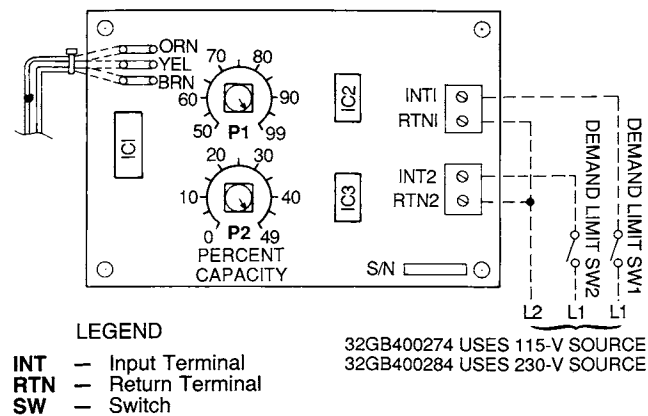 ORN
YEL
BRN
IC1
50
60
70
80
90
99
P1
0
10
20
30
40
49
P2
PERCENT
CAPACITY
IC2
IC3
INT1
RTN1
INT2
RTN2
S/N
DEMAND LIMIT SW2
DEMAND LIMIT SW1
L2 L1 L1
32GB400274 USES 115-V SOURCE
32GB400284 USES 230-V SOURCE
LEGEND
INT — Input Terminal
RTN — Return Terminal
SW — Switch